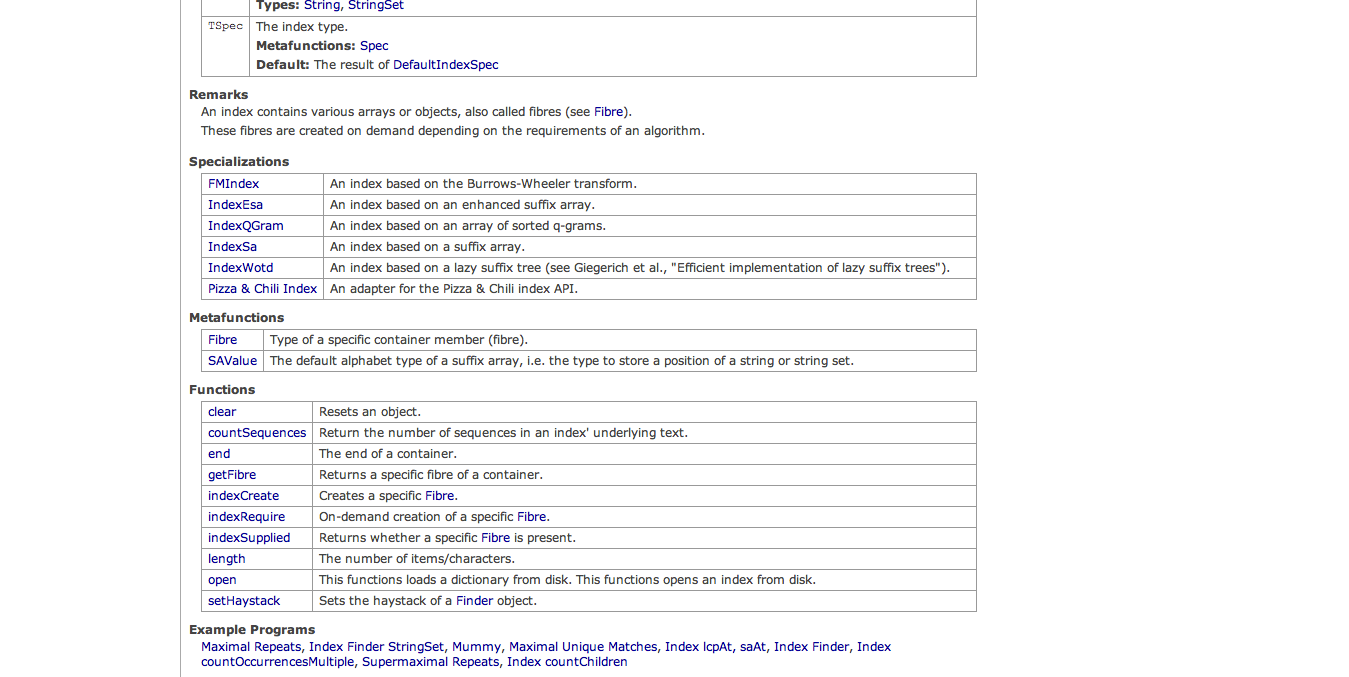 Types: String, StringSet
TSpec The index type.
Metafunctions: Spec
Default: The result of DefaultIndexSpec
Remarks
An index contains various arrays or objects, also called fibres (see Fibre).
These fibres are created on demand depending on the requirements of an algorithm.
Specializations
FMIndex An index based on the Burrows-Wheeler transform.
IndexEsa An index based on an enhanced suffix array.
IndexQGram An index based on an array of sorted q-grams.
IndexSa An index based on a suffix array.
IndexWotd An index based on a lazy suffix tree (see Giegerich et al., "Efficient implementation of lazy suffix trees").
Pizza & Chili Index An adapter for the Pizza & Chili index API.
Metafunctions
Fibre Type of a specific container member (fibre).
SAValue The default alphabet type of a suffix array, i.e. the type to store a position of a string or string set.
Functions
clear Resets an object.
countSequences Return the number of sequences in an index' underlying text.
end The end of a container.
getFibre Returns a specific fibre of a container.
indexCreate Creates a specific Fibre.
indexRequire On-demand creation of a specific Fibre.
indexSupplied Returns whether a specific Fibre is present.
length The number of items/characters.
open This functions loads a dictionary from disk. This functions opens an index from disk.
setHaystack Sets the haystack of a Finder object.
Example Programs
Maximal Repeats, Index Finder StringSet, Mummy, Maximal Unique Matches, Index lcpAt, saAt, Index Finder, Index
countOccurrencesMultiple, Supermaximal Repeats, Index countChildren